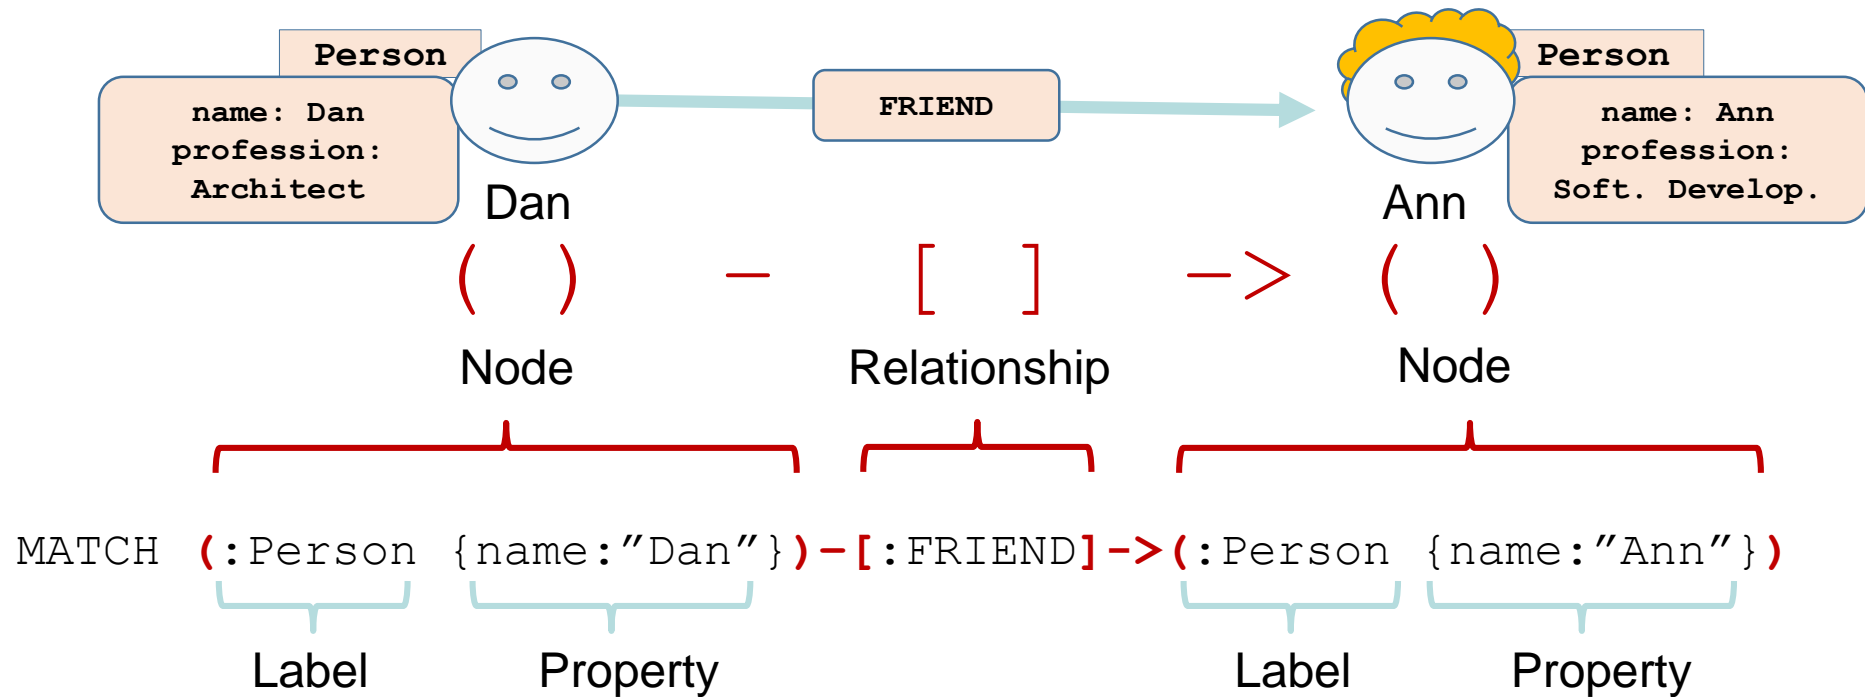 Person
name: Dan
profession:
Architect
Dan
FRIEND
Person
name: Ann
profession:
Soft. Develop.
Ann
( ) – [ ] –> ( )
Node Relationship Node
MATCH (:Person {name:”Dan”})-[:FRIEND]->(:Person {name:”Ann”})
Label Property Label Property